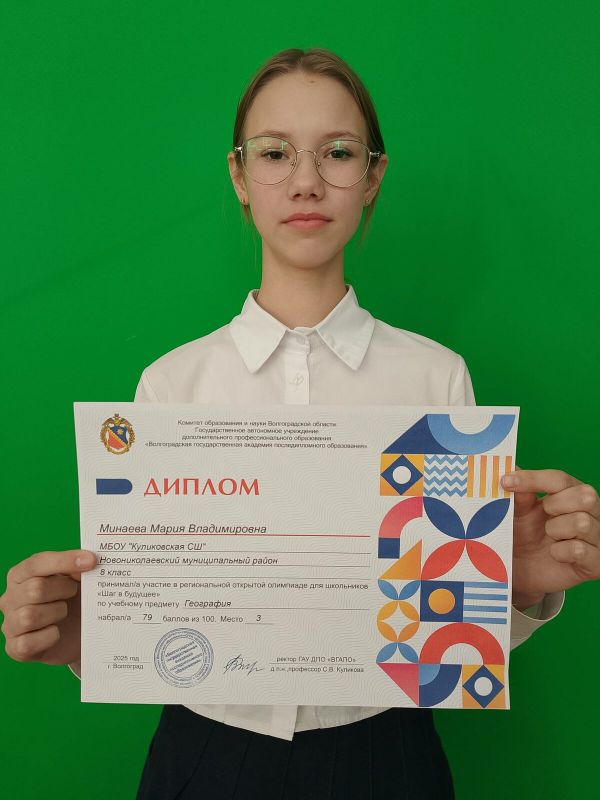 Комитет образования и науки Волгоградской области
Государственное автономное учреждение
дополнительного профессионального образования
«Волгоградская государственная академия последипломного образования»
ДИПЛОМ
Минаева Мария Владимировна
МБОУ "Куликовская СШ"
Новониколаевский муниципальный район
8 класс
принимал/а участие в региональной открытой олимпиаде для школьников
«Шаг в будущее»
по учебному предмету География
набрал/а 79 баллов из 100. Место 3
2025 год
г. Волгоград
ректор ГАУ ДПО «ВГАПО»
д.п.н.,профессор С.В. Куликова